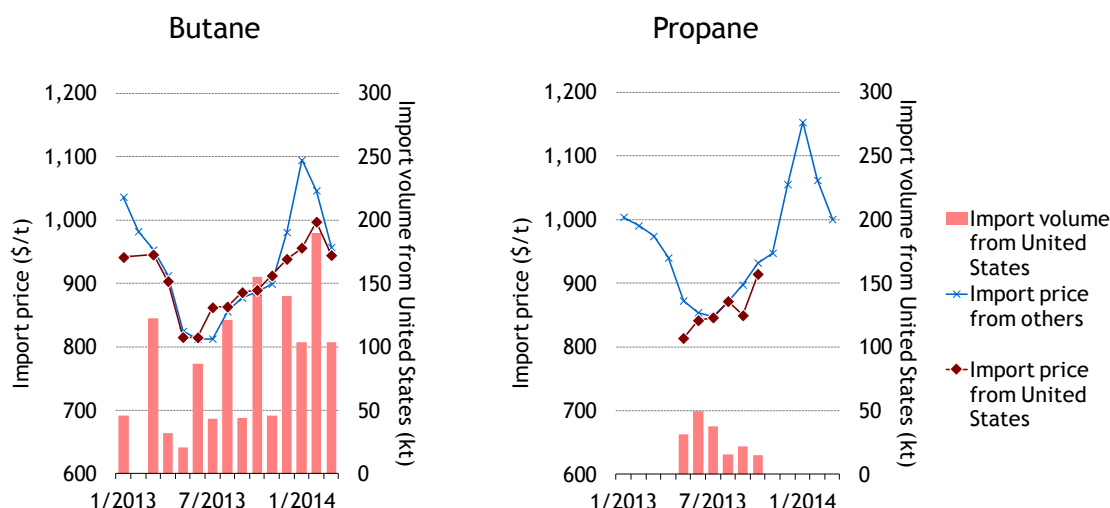 Butane
Import price ($/t)
1,200
1,100
1,000
900
800
700
600
300
250
200
150
100
50
0
Import volume from United States (kt)
1/2013
7/2013
1/2014
Propane
Import price ($/t)
1,200
1,100
1,000
900
800
700
600
300
250
200
150
100
50
0
Import volume from United States (kt)
1/2013
7/2013
1/2014
Import volume
from United
States
Import price
from others
Import price
from United
States